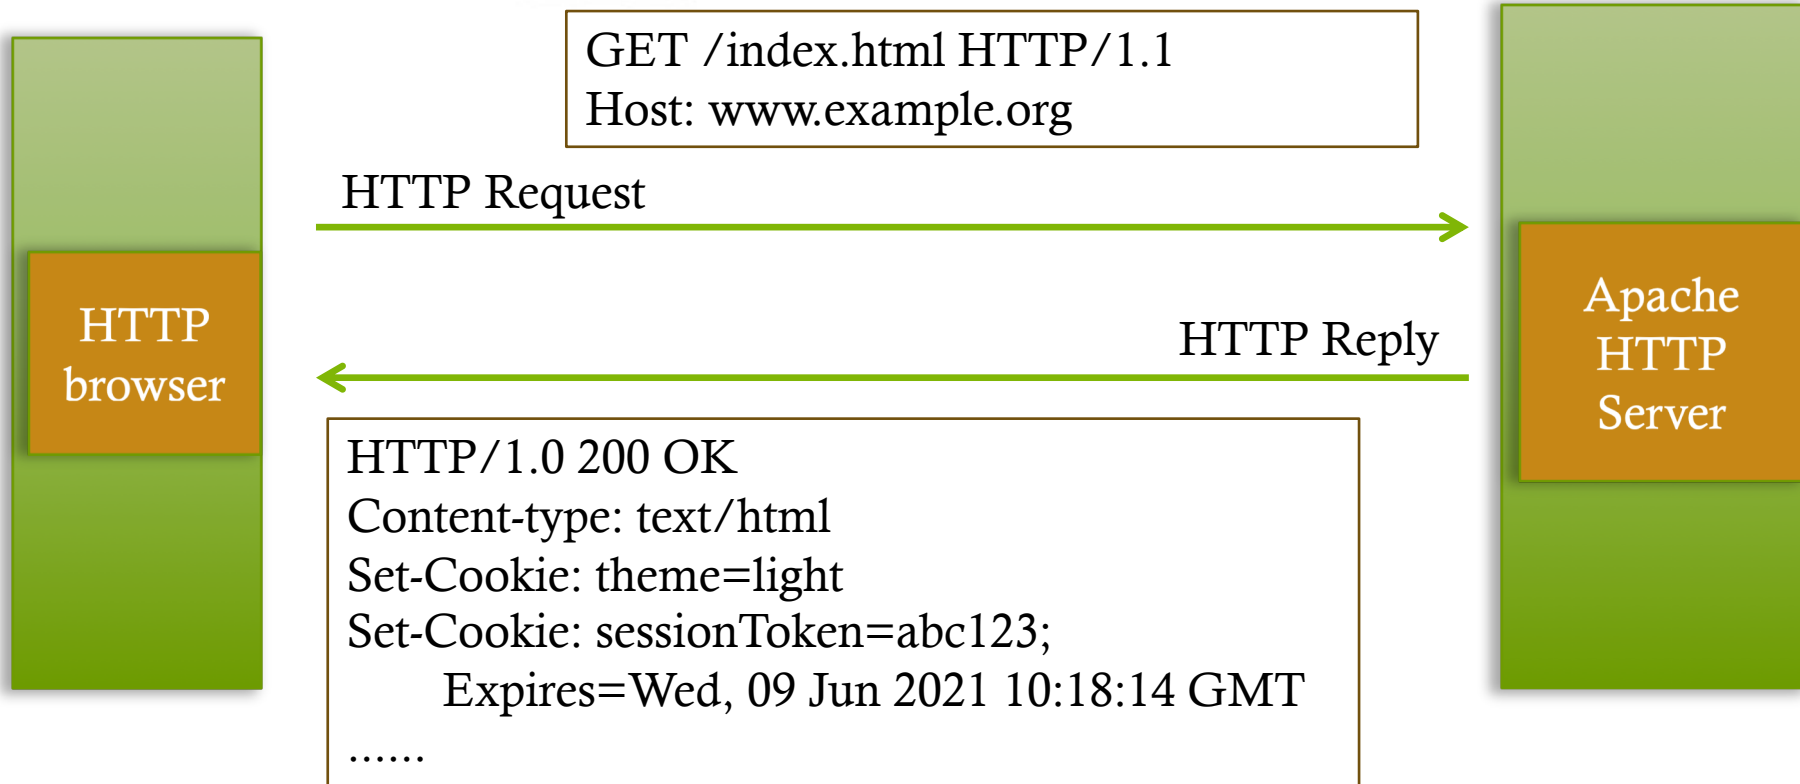 GET /index.html HTTP/1.1
Host: www.example.org
HTTP Request
HTTP
browser
Apache
HTTP
Server
HTTP Reply
HTTP/1.0 200 OK
Content-type: text/html
Set-Cookie: theme=light
Set-Cookie: sessionToken=abc123;
Expires=Wed, 09 Jun 2021 10:18:14 GMT
......